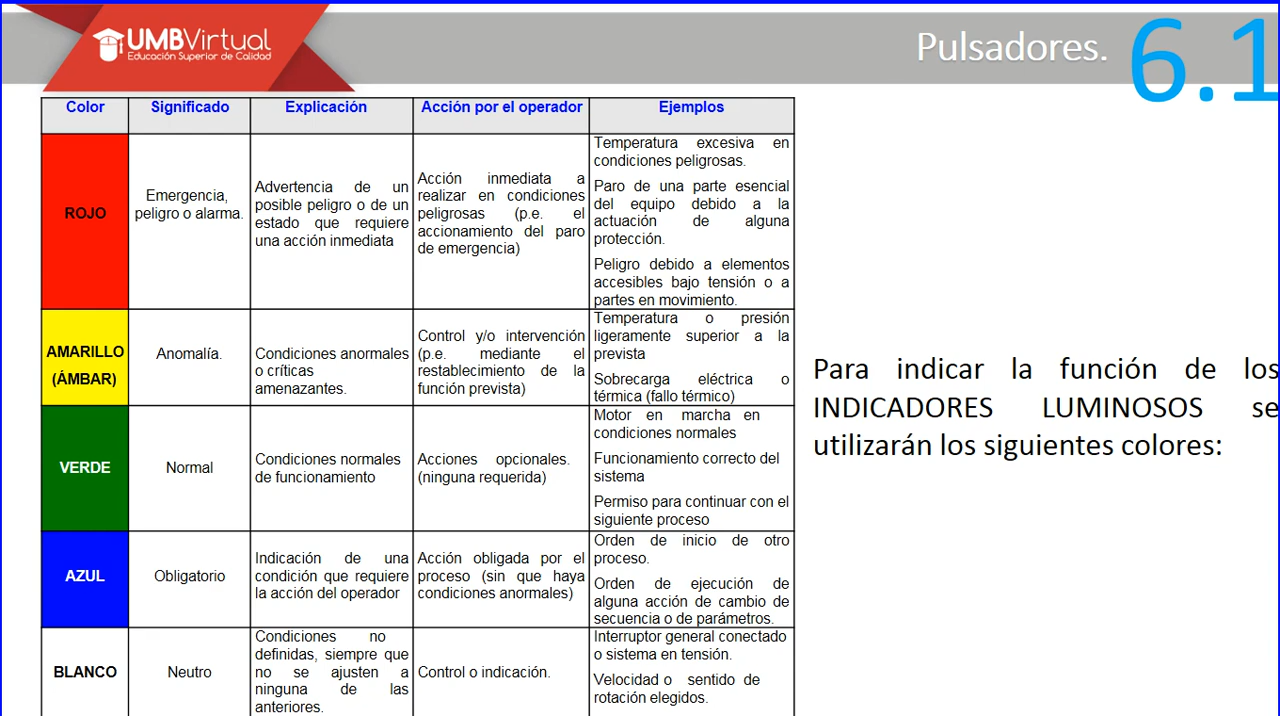 UMBVirtual
Educación Superior de Calidad
Pulsadores.
6.1
Color
Significado
Explicación
Acción por el operador
Ejemplos
ROJO
Emergencia,
peligro o alarma.
Advertencia de un
posible peligro o de un
estado que requiere
una acción inmediata
Acción inmediata a
realizar en condiciones
peligrosas (p.e. el
accionamiento del paro
de emergencia)
Temperatura excesiva en
condiciones peligrosas.
Paro de una parte esencial
del equipo debido a la
actuación de alguna
protección.
Peligro debido a elementos
accesibles bajo tensión o a
partes en movimiento.
AMARILLO
(ÁMBAR)
Anomalía.
Condiciones anormales
o críticas
amenazantes.
Control y/o intervención
(p.e. mediante el
restablecimiento de la
función prevista)
Temperatura o presión
ligeramente superior a la
prevista
Sobrecarga eléctrica o
térmica (fallo térmico)
VERDE
Normal
Condiciones normales
de funcionamiento
Acciones opcionales.
(ninguna requerida)
Motor en marcha en
condiciones normales
Funcionamiento correcto del
sistema
Permiso para continuar con el
siguiente proceso
AZUL
Obligatorio
Indicación de una
condición que requiere
la acción del operador
Acción obligada por el
proceso (sin que haya
condiciones anormales)
Orden de inicio de otro
proceso.
Orden de ejecución de
alguna acción de cambio de
secuencia o de parámetros.
BLANCO
Neutro
Condiciones no
definidas, siempre que
no se ajusten a
ninguna de las
anteriores.
Control o indicación.
Interruptor general conectado
o sistema en tensión.
Velocidad o sentido de
rotación elegidos.
Para indicar la función de los
INDICADORES LUMINOSOS se
utilizarán los siguientes colores: